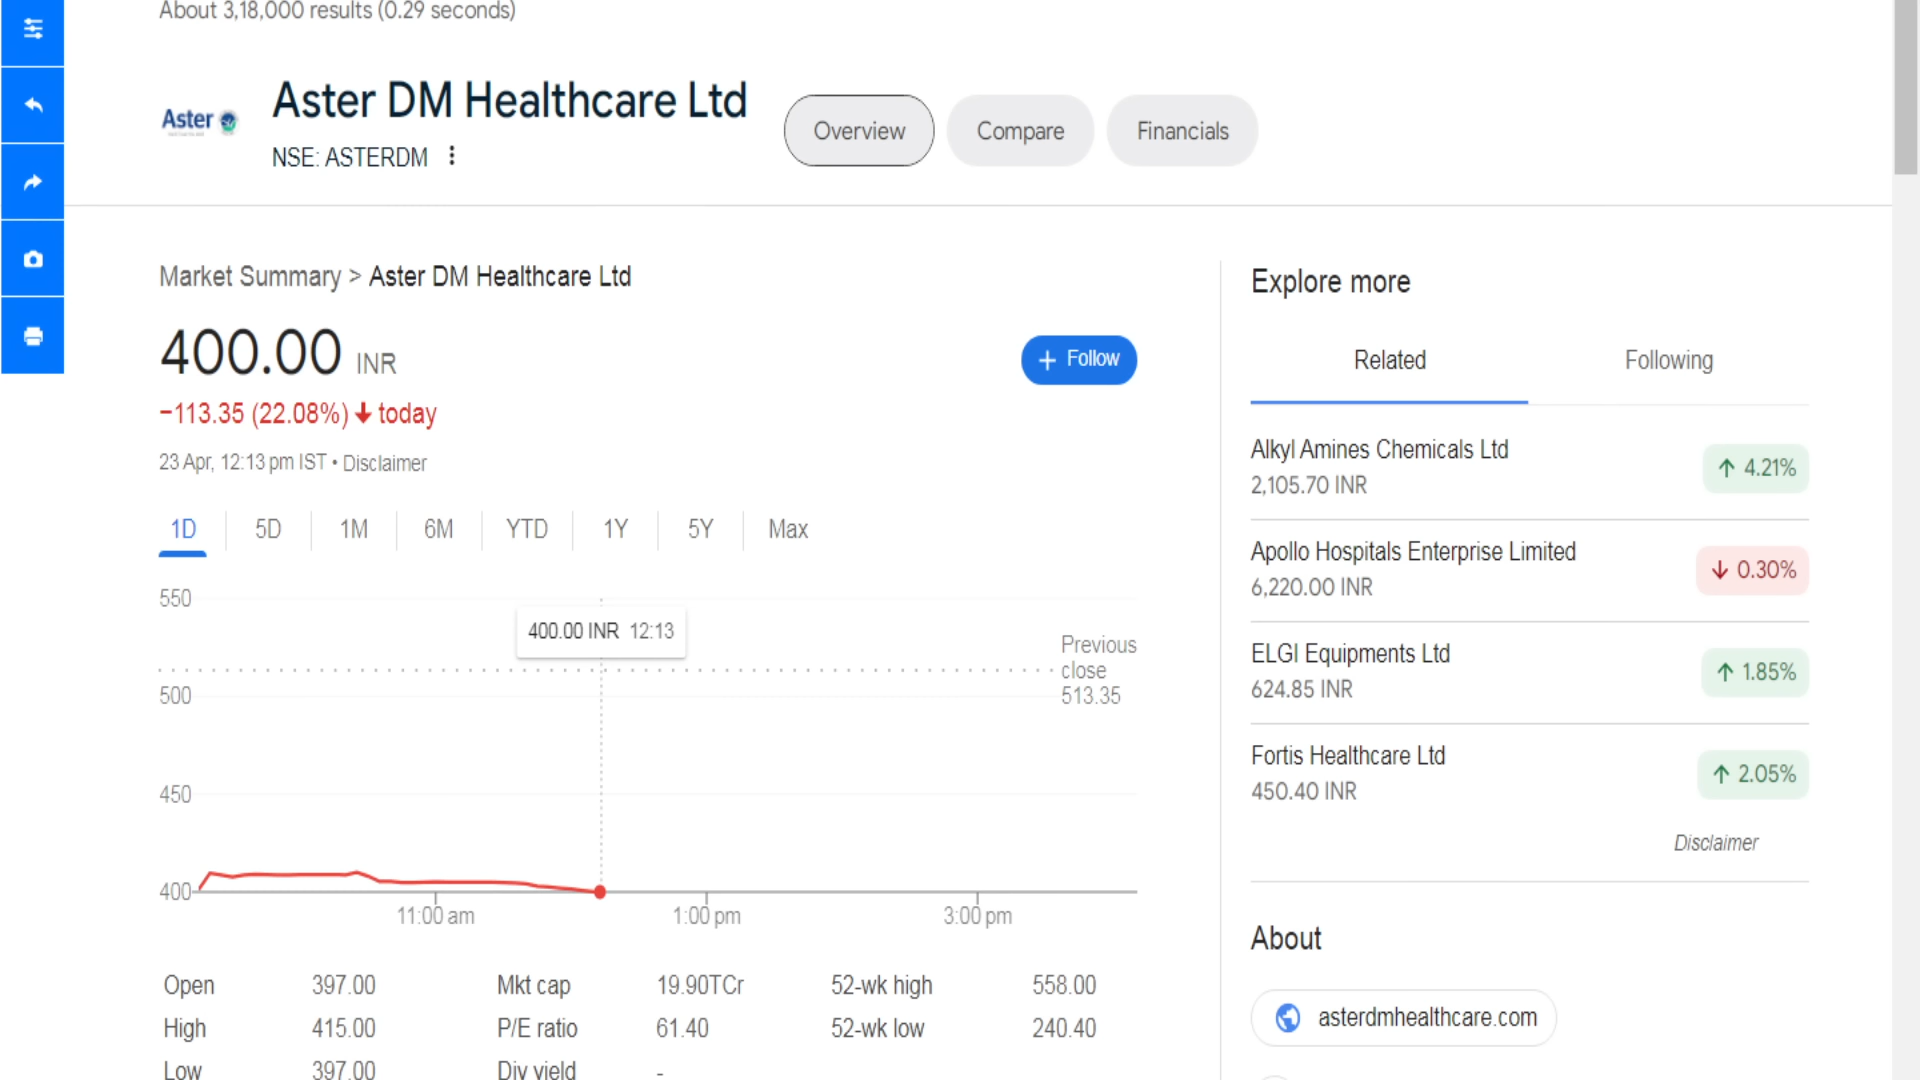 About 3,18,000 results (0.29 seconds)
Aster
Aster DM Healthcare Ltd
NSE: ASTERDM
Overview
Compare
Financials
Market Summary > Aster DM Healthcare Ltd
400.00 INR
−113.35 (22.08%) ↓ today
23 Apr, 12:13 pm IST • Disclaimer
+ Follow
1D
5D
1M
6M
YTD
1Y
5Y
Max
550
500
450
400
400.00 INR 12:13
Previous
close
513.35
11:00 am
1:00 pm
3:00 pm
Open 397.00 Mkt cap 19.90TCr 52-wk high 558.00
High 415.00 P/E ratio 61.40 52-wk low 240.40
Low 397.00 Div yield -
Explore more
Related
Following
Alkyl Amines Chemicals Ltd
2,105.70 INR
↑ 4.21%
Apollo Hospitals Enterprise Limited
6,220.00 INR
↓ 0.30%
ELGI Equipments Ltd
624.85 INR
↑ 1.85%
Fortis Healthcare Ltd
450.40 INR
↑ 2.05%
Disclaimer
About
asterdmhealthcare.com